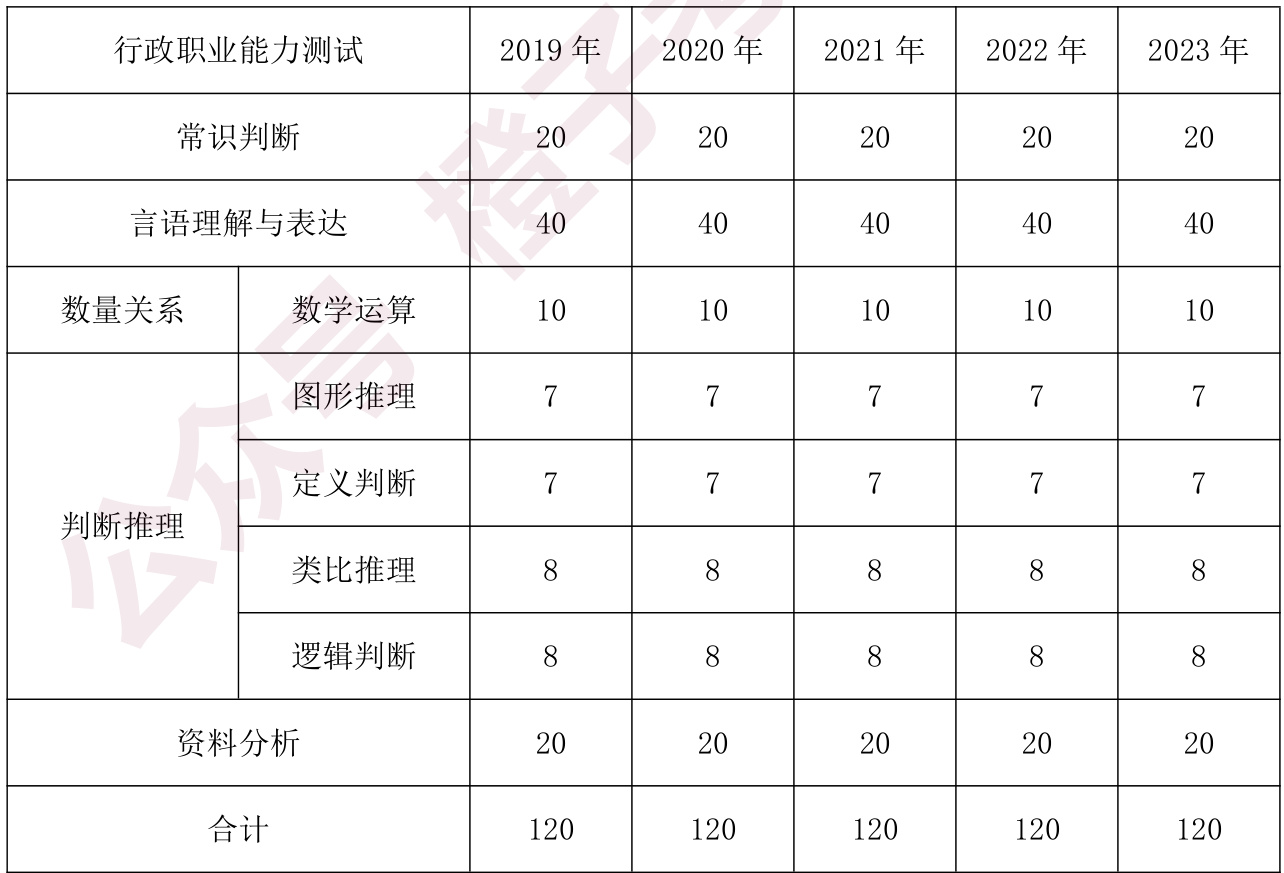 行政职业能力测试 2019 年 2020 年 2021 年 2022 年 2023 年
常识判断 20 20 20 20 20
言语理解与表达 40 40 40 40 40
数量关系 数学运算 10 10 10 10 10
判断推理 图形推理 7 7 7 7 7
定义判断 7 7 7 7 7
类比推理 8 8 8 8 8
逻辑判断 8 8 8 8 8
资料分析 20 20 20 20 20
合计 120 120 120 120 120
公众号 橙子